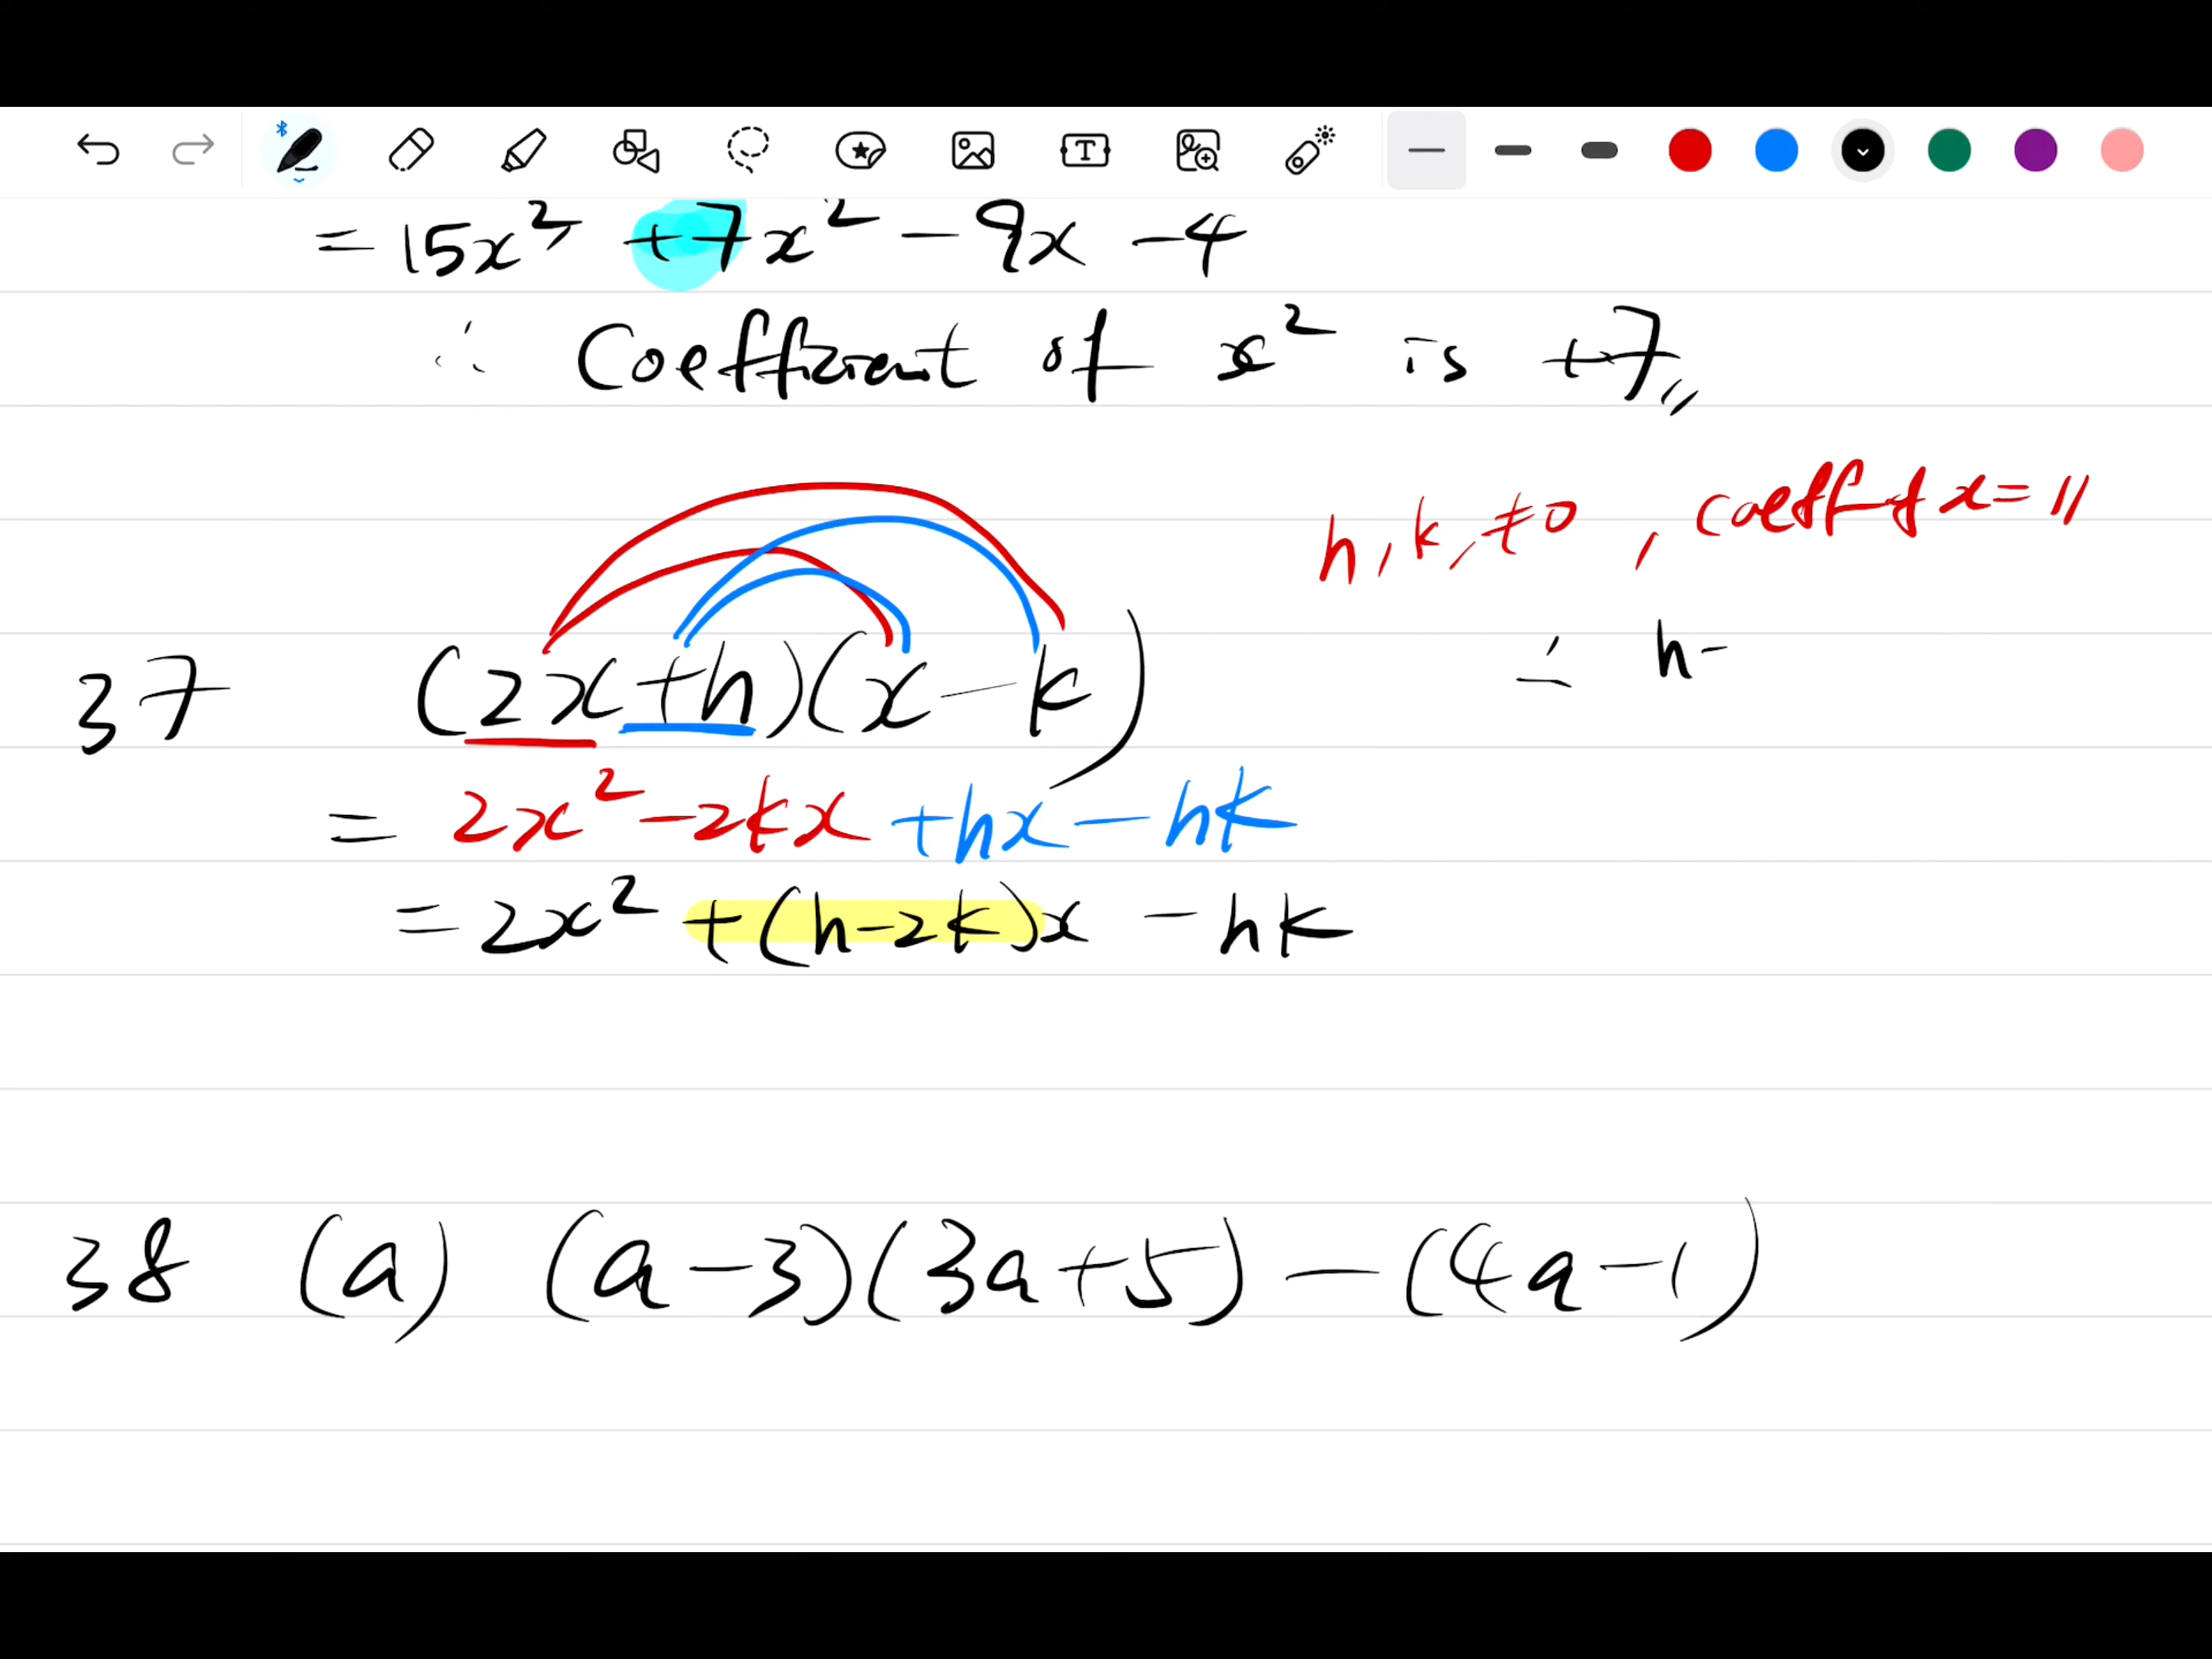 = 15x³ +7x² − 9x − 4
∴ Coefficient of x² is +7
h, k, ≠0 , coeff of x = 11
∴ h-
37 (2x+h)(x−k)
= 2x² −2kx +hx − hk
= 2x² +(h−2k)x − hk
38 (a) (a−3)(3a+5) − (4a−1)